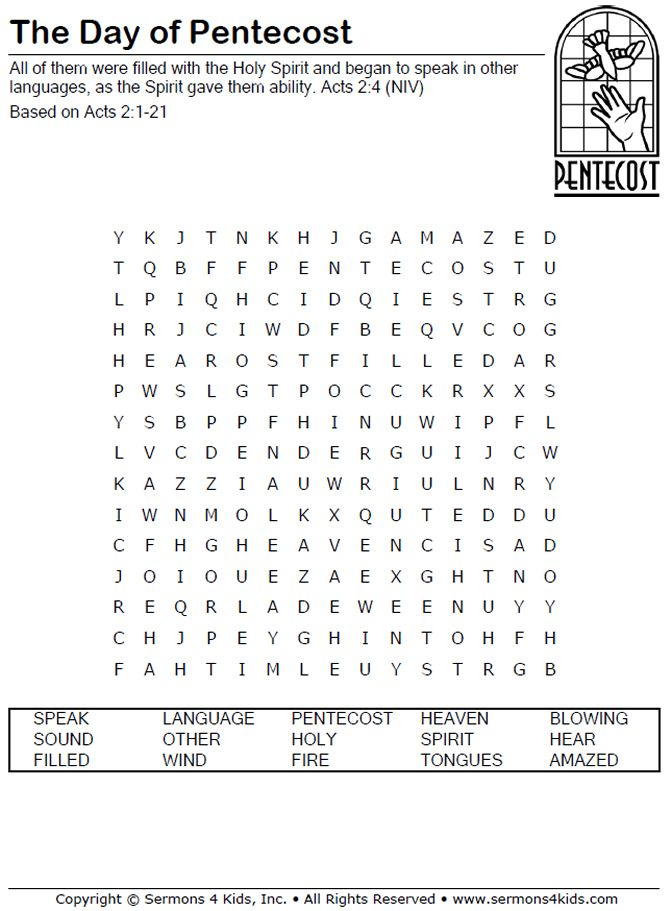 The Day of Pentecost
All of them were filled with the Holy Spirit and began to speak in other
languages, as the Spirit gave them ability. Acts 2:4 (NIV)
Based on Acts 2:1-21
PENTECOST
Y K J T N K H J G A M A Z E D
T Q B F F P E N T E C O S T U
L P I Q H C I D Q I E S T R G
H R J C I W D F B E Q V C O G
H E A R O S T F I L L E D A R
P W S L G T P O C C K R X X S
Y S B P P F H I N U W I P F L
L V C D E N D E R G U I J C W
K A Z Z I A U W R I U L N R Y
I W N M O L K X Q U T E D D U
C F H G H E A V E N C I S A D
J O I O U E Z A E X G H T N O
R E Q R L A D E W E E N U Y Y
C H J P E Y G H I N T O H F H
F A H T I M L E U Y S T R G B
SPEAK LANGUAGE PENTECOST HEAVEN BLOWING
SOUND OTHER HOLY SPIRIT HEAR
FILLED WIND FIRE TONGUES AMAZED
Copyright © Sermons 4 Kids, Inc. • All Rights Reserved • www.sermons4kids.com